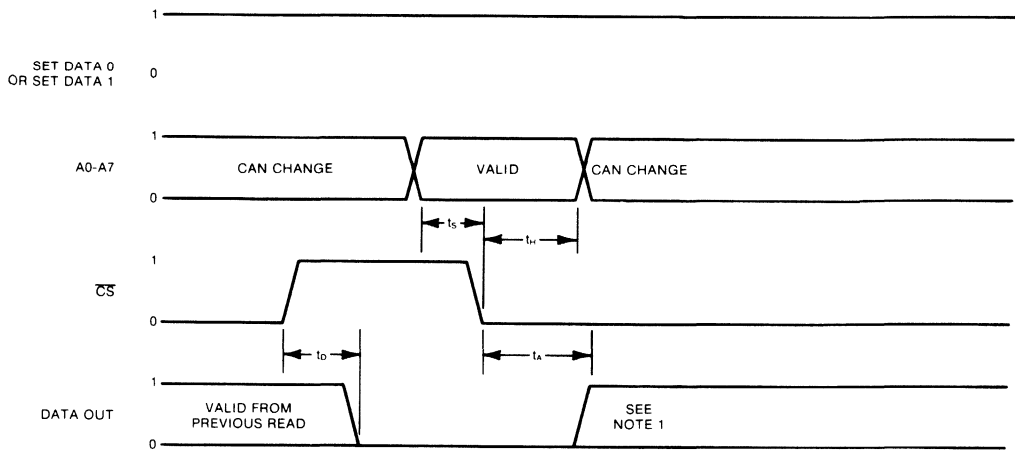 1
SET DATA 0
OR SET DATA 1
0
1
A0-A7
CAN CHANGE
VALID
CAN CHANGE
0
tS
tH
1
CS
0
tD
tA
1
DATA OUT
VALID FROM
PREVIOUS READ
SEE
NOTE 1
0